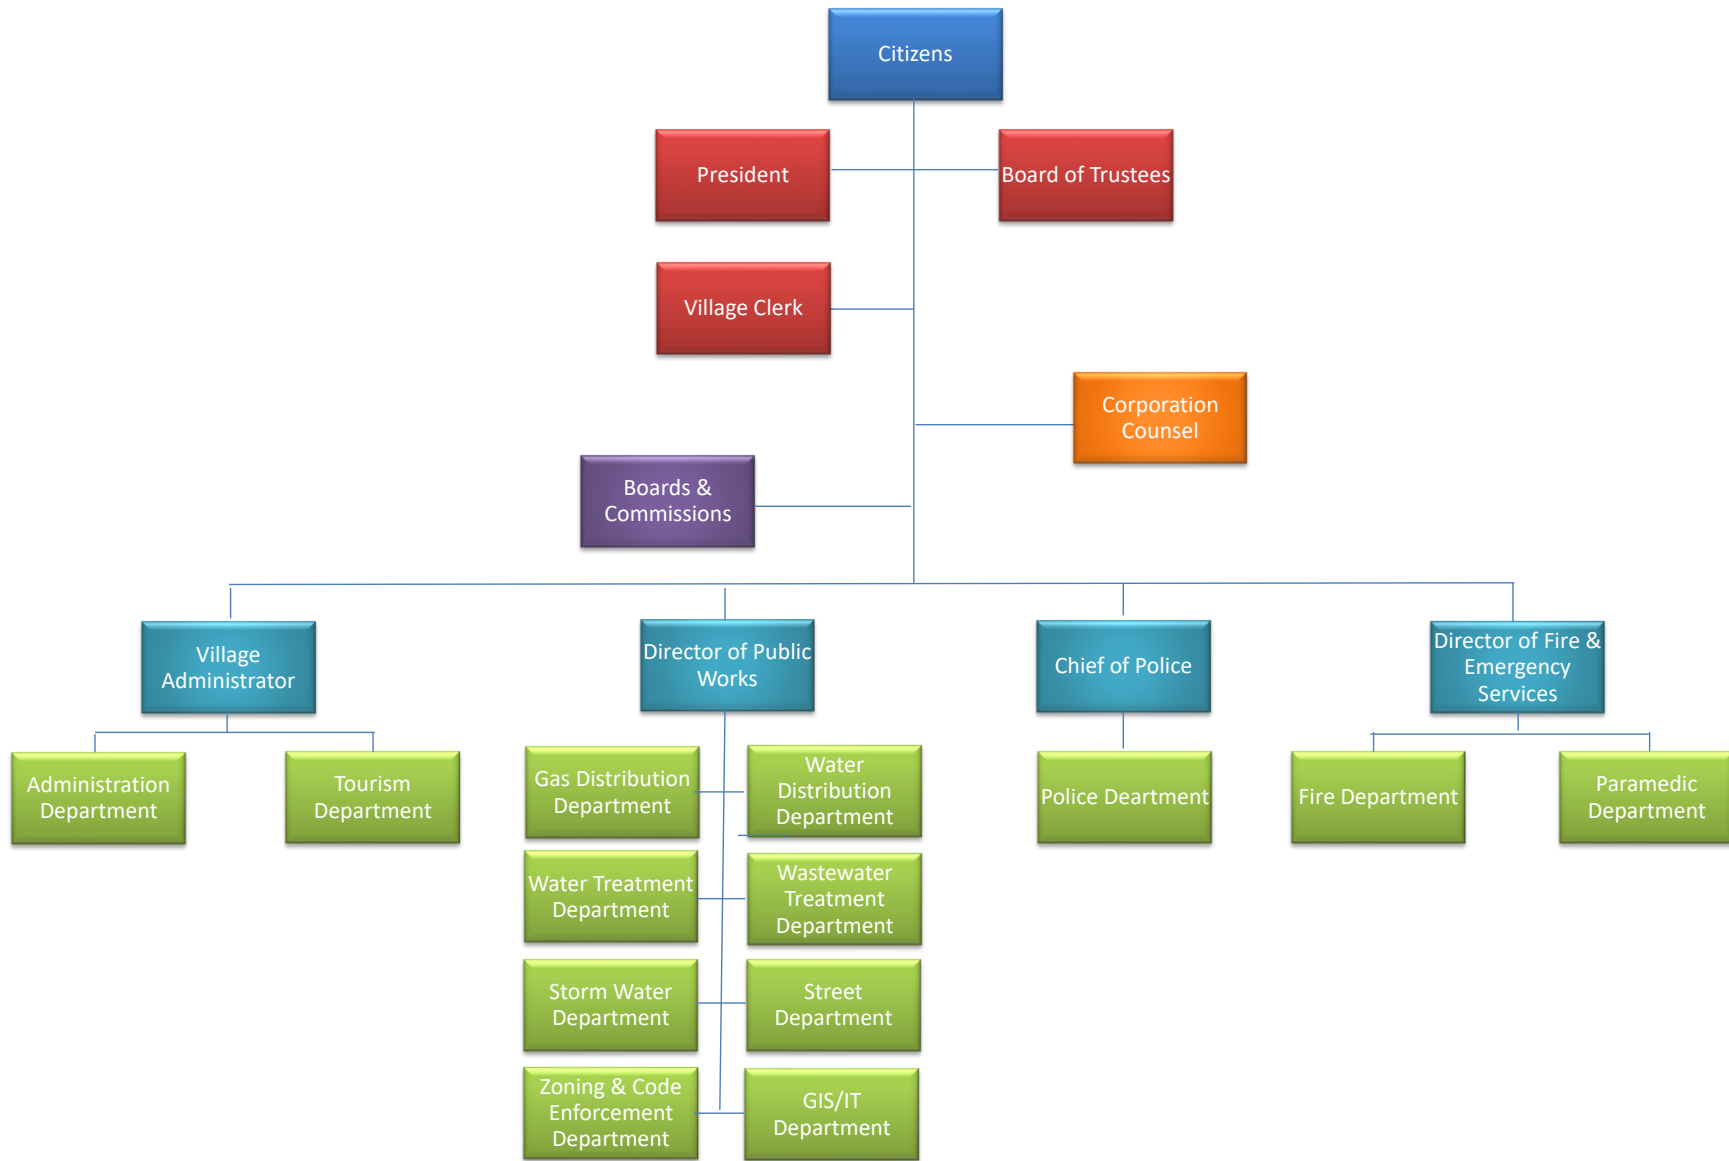 Citizens
President
Board of Trustees
Village Clerk
Corporation
Counsel
Boards &
Commissions
Village
Administrator
Director of Public
Works
Chief of Police
Director of Fire &
Emergency
Services
Administration
Department
Tourism
Department
Gas Distribution
Department
Water
Distribution
Department
Police Deartment
Fire Department
Paramedic
Department
Water Treatment
Department
Wastewater
Treatment
Department
Storm Water
Department
Street
Department
Zoning & Code
Enforcement
Department
GIS/IT
Department